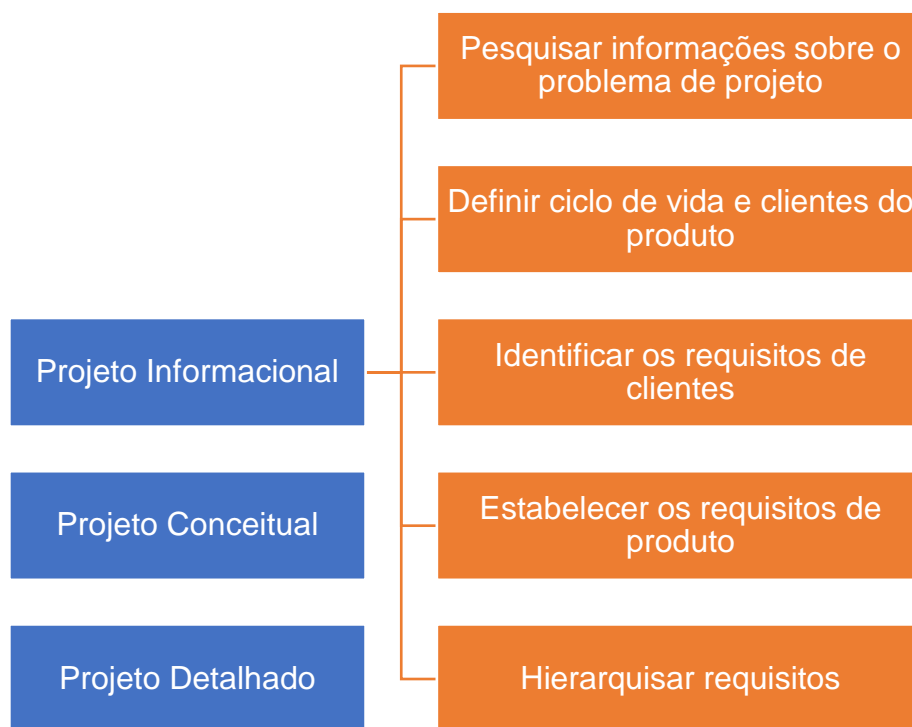 Pesquisar informações sobre o
problema de projeto
Definir ciclo de vida e clientes do
produto
Projeto Informacional
Identificar os requisitos de
clientes
Projeto Conceitual
Estabelecer os requisitos de
produto
Projeto Detalhado
Hierarquisar requisitos